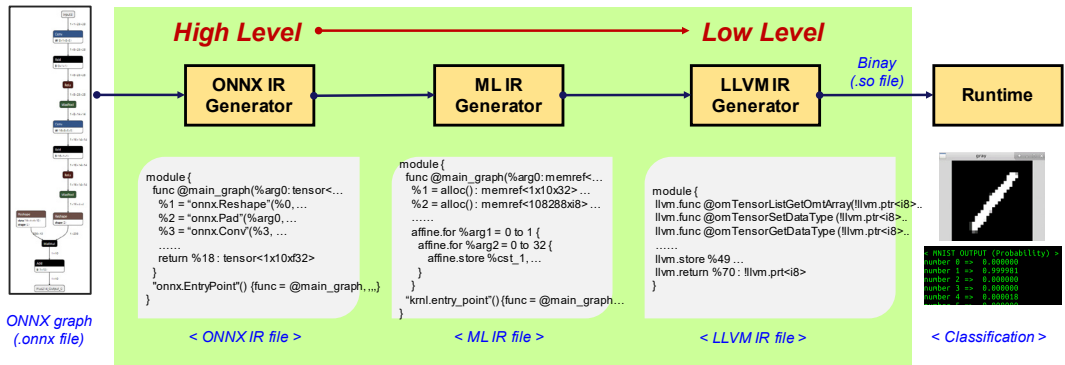 High Level
Low Level
ONNX IR
Generator
ML IR
Generator
LLVM IR
Generator
Binay
(.so file)
Runtime
module {
func @main_graph(%arg0: tensor<…
%1 = “onnx.Reshape”(%0, …
%2 = “onnx.Pad”(%arg0, …
%3 = “onnx.Conv”(%3, …
……
return %18 : tensor<1x10xf32>
}
"onnx.EntryPoint"() {func = @main_graph, ,,,}
}
module {
func @main_graph(%arg0: memref<…
%1 = alloc() : memref<1x10x32> …
%2 = alloc() : memref<108288xi8> …
……
affine.for %arg1 = 0 to 1 {
affine.for %arg2 = 0 to 32 {
affine.store %cst_1, …
}
}
“krnl.entry_point”() {func = @main_graph…
}
module {
llvm.func @omTensorListGetOmtArray(!llvm.ptr<i8>..
llvm.func @omTensorSetDataType (!llvm.ptr<i8>..
llvm.func @omTensorGetDataType (!llvm.ptr<i8>..
……
llvm.store %49 …
llvm.return %70 : !llvm.prt<i8>
}
gray
< MNIST OUTPUT (Probability) >
number 0 => 0.000000
number 1 => 0.999981
number 2 => 0.000000
number 3 => 0.000000
number 4 => 0.000018
ONNX graph
(.onnx file)
< ONNX IR file >
< ML IR file >
< LLVM IR file >
< Classification >